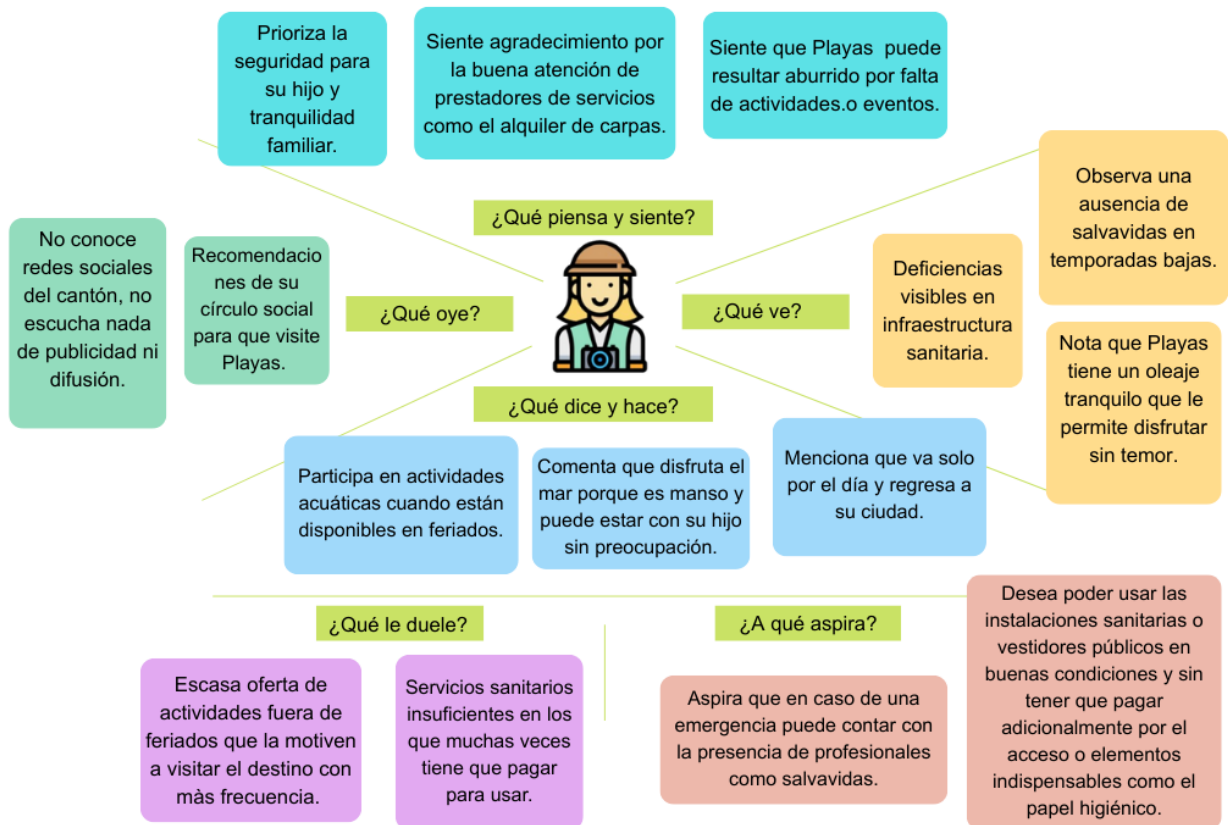 Prioriza la
seguridad para
su hijo y
tranquilidad
familiar.
Siente agradecimiento por
la buena atención de
prestadores de servicios
como el alquiler de carpas.
Siente que Playas puede
resultar aburrido por falta
de actividades.o eventos.
¿Qué piensa y siente?
No conoce
redes sociales
del cantón, no
escucha nada
de publicidad ni
difusión.
Recomendacio
nes de su
círculo social
para que visite
Playas.
¿Qué oye?
¿Qué ve?
Deficiencias
visibles en
infraestructura
sanitaria.
Observa una
ausencia de
salvavidas en
temporadas bajas.
Nota que Playas
tiene un oleaje
tranquilo que le
permite disfrutar
sin temor.
¿Qué dice y hace?
Participa en actividades
acuáticas cuando están
disponibles en feriados.
Comenta que disfruta el
mar porque es manso y
puede estar con su hijo
sin preocupación.
Menciona que va solo
por el día y regresa a
su ciudad.
¿Qué le duele?
Escasa oferta de
actividades fuera de
feriados que la motiven
a visitar el destino con
màs frecuencia.
Servicios sanitarios
insuficientes en los
que muchas veces
tiene que pagar
para usar.
¿A qué aspira?
Aspira que en caso de una
emergencia puede contar con
la presencia de profesionales
como salvavidas.
Desea poder usar las
instalaciones sanitarias o
vestidores públicos en
buenas condiciones y sin
tener que pagar
adicionalmente por el
acceso o elementos
indispensables como el
papel higiénico.